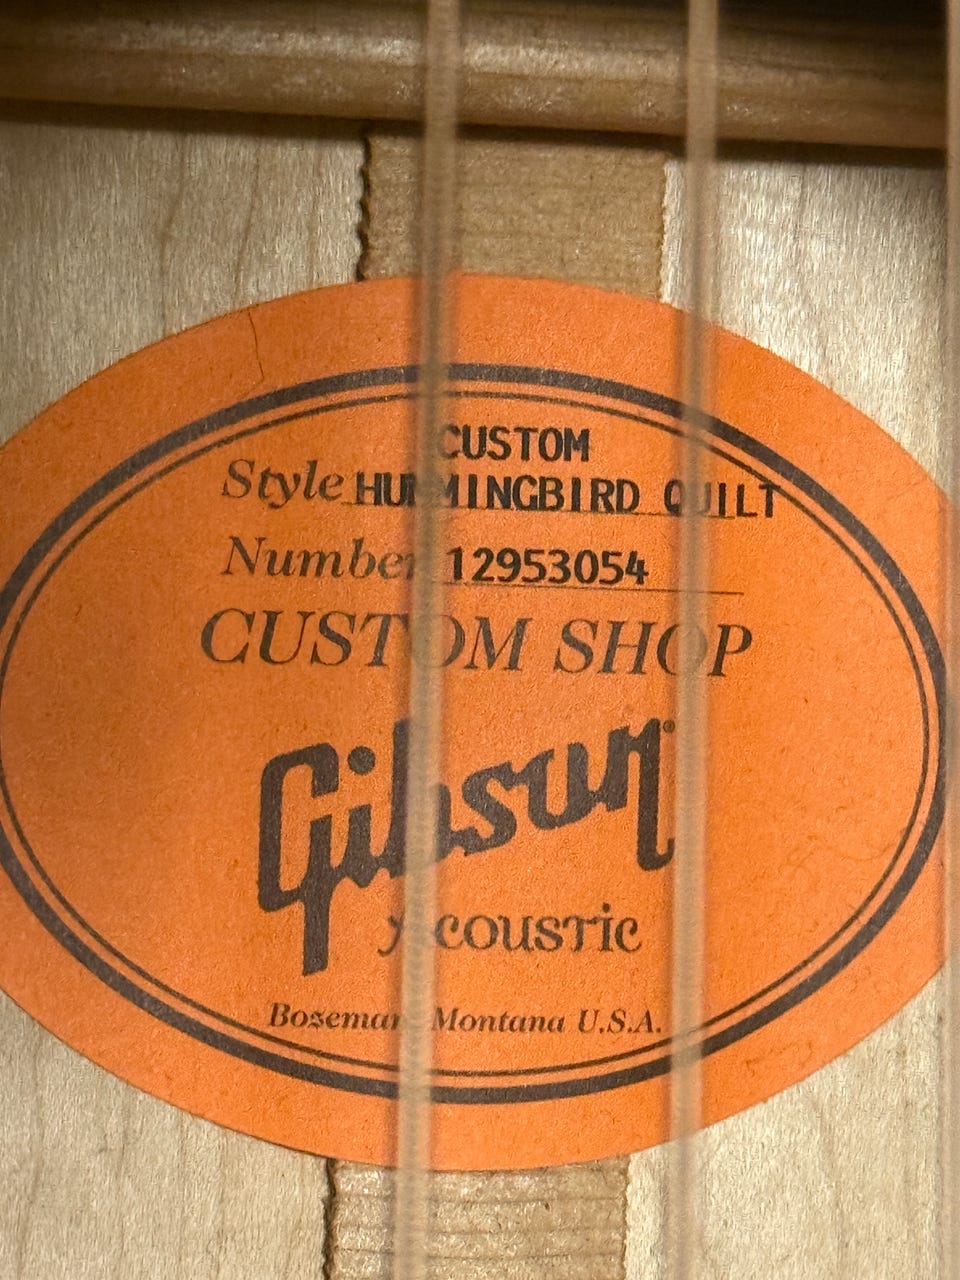 CUSTOM
Style HUMMINGBIRD QUILT
Number 12953054
CUSTOM SHOP
Gibson
Acoustic
Bozeman Montana U.S.A.